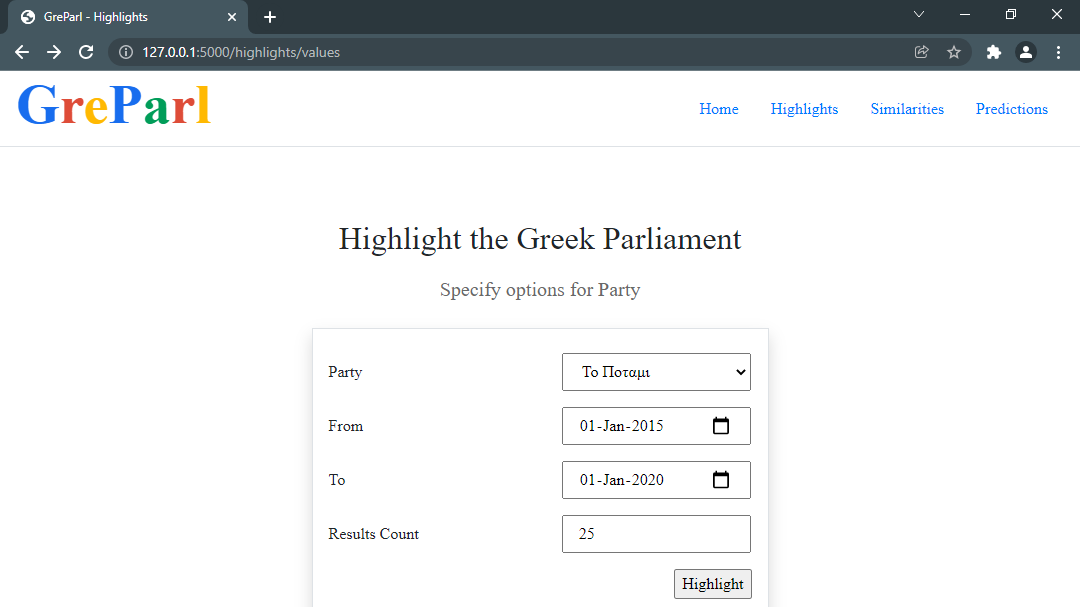 GreParl - Highlights
127.0.0.1:5000/highlights/values
GreParl
Home Highlights Similarities Predictions
Highlight the Greek Parliament
Specify options for Party
Party Το Ποταμι
From 01-Jan-2015
To 01-Jan-2020
Results Count 25
Highlight